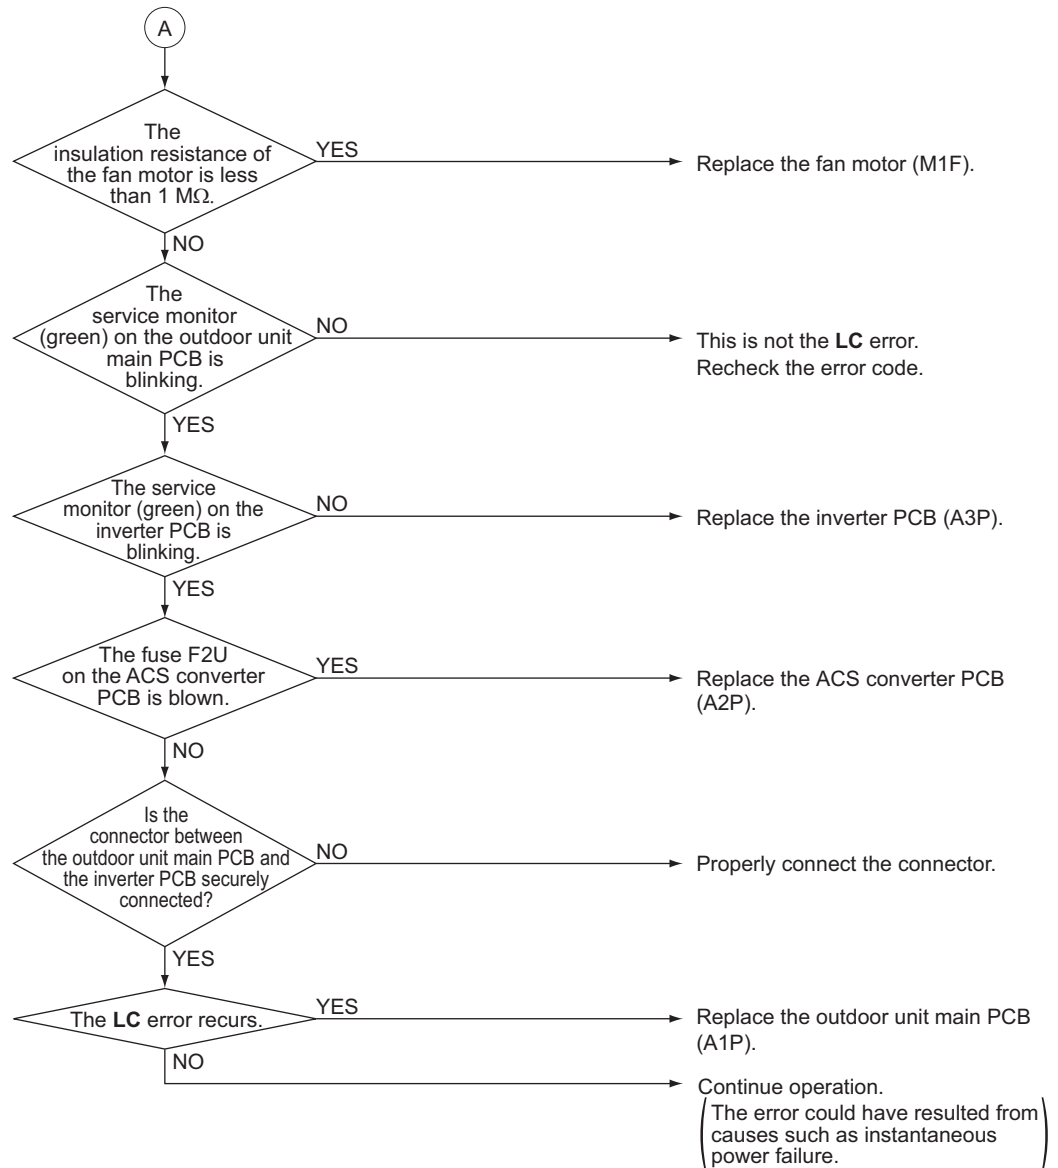 A
The
insulation resistance of
the fan motor is less
than 1 MΩ.
YES
Replace the fan motor (M1F).
NO
The
service monitor
(green) on the outdoor unit
main PCB is
blinking.
NO
This is not the LC error.
Recheck the error code.
YES
The service
monitor (green) on the
inverter PCB is
blinking.
NO
Replace the inverter PCB (A3P).
YES
The fuse F2U
on the ACS converter
PCB is blown.
YES
Replace the ACS converter PCB
(A2P).
NO
Is the
connector between
the outdoor unit main PCB and
the inverter PCB securely
connected?
NO
Properly connect the connector.
YES
The LC error recurs.
YES
Replace the outdoor unit main PCB
(A1P).
NO
Continue operation.
(The error could have resulted from
causes such as instantaneous
power failure.)